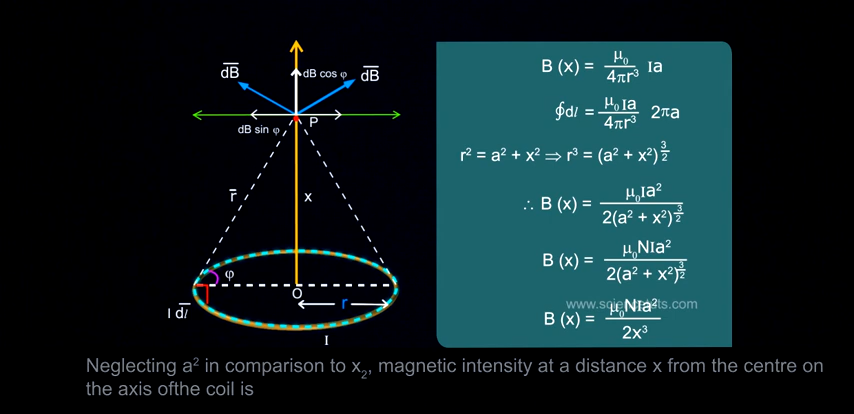 dB
dB cos φ
dB
dB sin φ
P
r
x
φ
O
I dl
r
I
B (x) = μ₀/4πr³ Ia
∮dl = μ₀Ia/4πr³ 2πa
r² = a² + x² ⇒ r³ = (a² + x²)^3/2
∴ B (x) = μ₀Ia²/2(a² + x²)^3/2
B (x) = μ₀NIa²/2(a² + x²)^3/2
B (x) = μ₀NIa²/2x³
Neglecting a² in comparison to x₂, magnetic intensity at a distance x from the centre on
the axis ofthe coil is